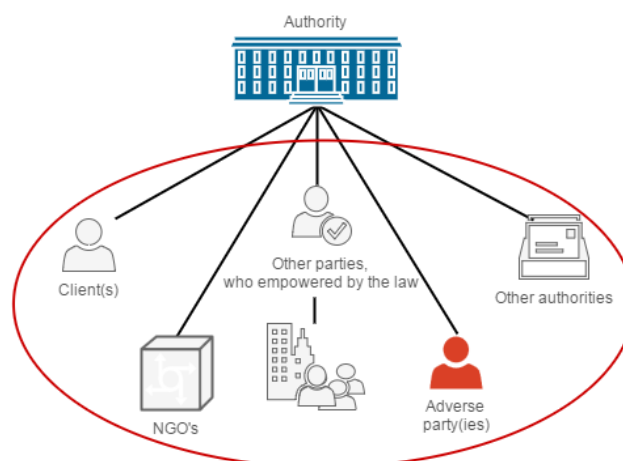 Authority
Client(s)
Other parties,
who empowered by the law
Other authorities
NGO's
Adverse
party(ies)